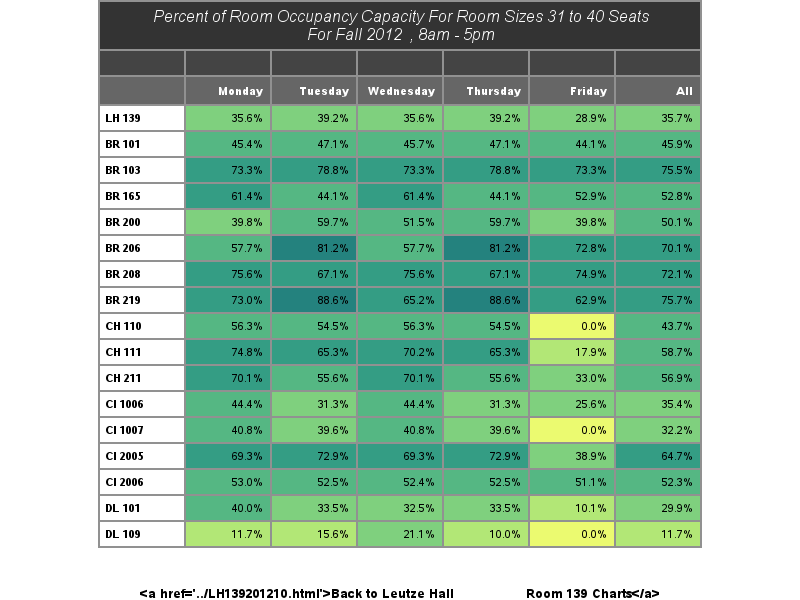 Percent of Room Occupancy Capacity For Room Sizes 31 to 40 Seats
For Fall 2012 , 8am - 5pm
Monday Tuesday Wednesday Thursday Friday All
LH 139 35.6% 39.2% 35.6% 39.2% 28.9% 35.7%
BR 101 45.4% 47.1% 45.7% 47.1% 44.1% 45.9%
BR 103 73.3% 78.8% 73.3% 78.8% 73.3% 75.5%
BR 165 61.4% 44.1% 61.4% 44.1% 52.9% 52.8%
BR 200 39.8% 59.7% 51.5% 59.7% 39.8% 50.1%
BR 206 57.7% 81.2% 57.7% 81.2% 72.8% 70.1%
BR 208 75.6% 67.1% 75.6% 67.1% 74.9% 72.1%
BR 219 73.0% 88.6% 65.2% 88.6% 62.9% 75.7%
CH 110 56.3% 54.5% 56.3% 54.5% 0.0% 43.7%
CH 111 74.8% 65.3% 70.2% 65.3% 17.9% 58.7%
CH 211 70.1% 55.6% 70.1% 55.6% 33.0% 56.9%
CI 1006 44.4% 31.3% 44.4% 31.3% 25.6% 35.4%
CI 1007 40.8% 39.6% 40.8% 39.6% 0.0% 32.2%
CI 2005 69.3% 72.9% 69.3% 72.9% 38.9% 64.7%
CI 2006 53.0% 52.5% 52.4% 52.5% 51.1% 52.3%
DL 101 40.0% 33.5% 32.5% 33.5% 10.1% 29.9%
DL 109 11.7% 15.6% 21.1% 10.0% 0.0% 11.7%
<a href='../LH139201210.html'>Back to Leutze Hall Room 139 Charts</a>